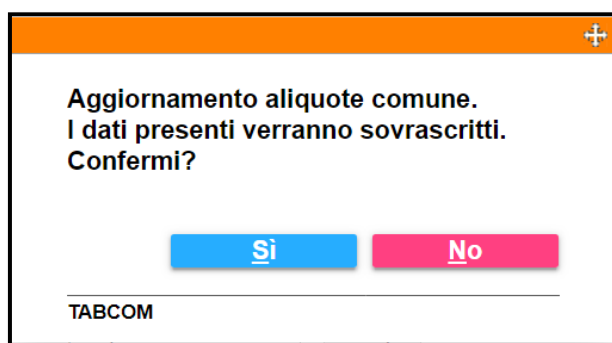 Aggiornamento aliquote comune.
I dati presenti verranno sovrascritti.
Confermi?
Sì No
TABCOM